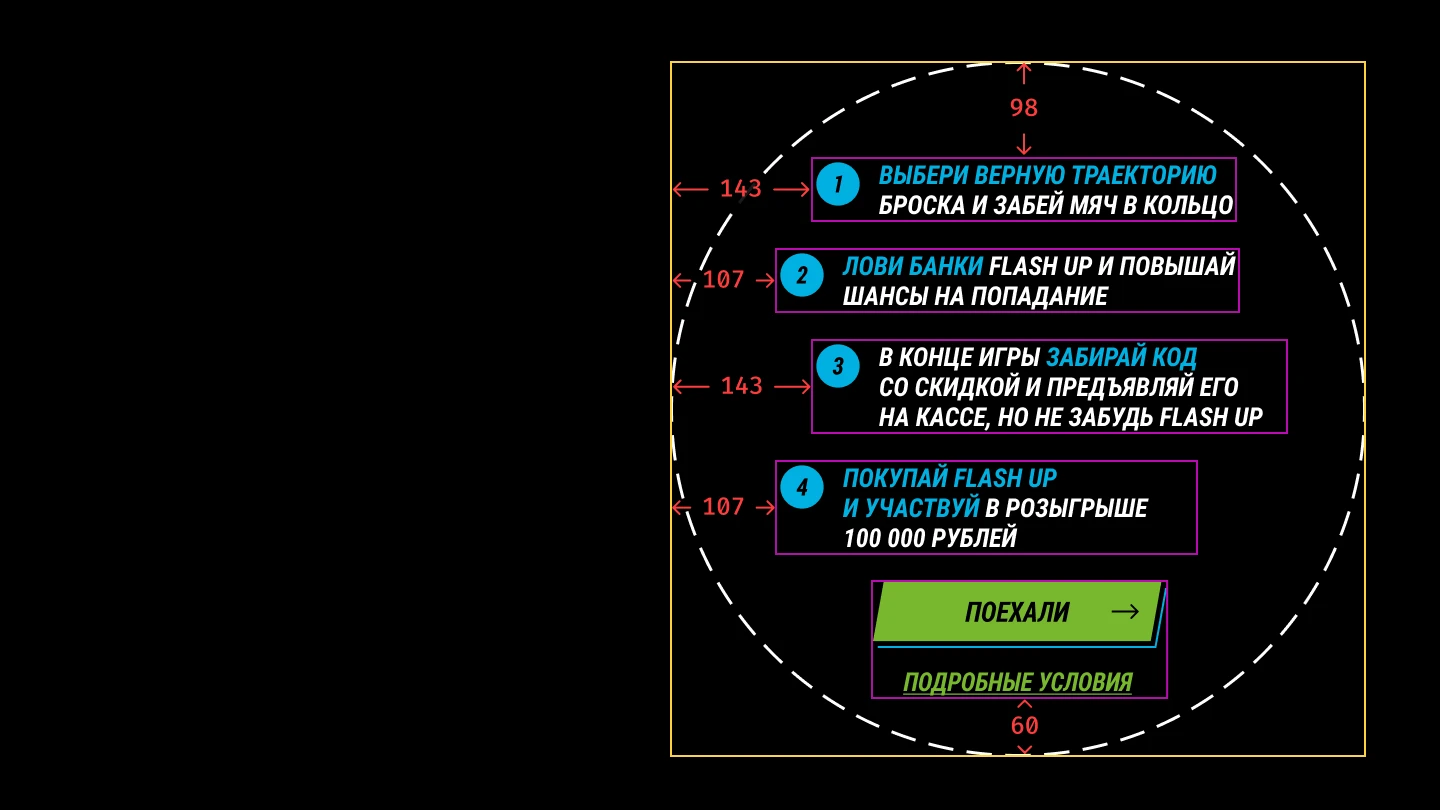 98
143
1
ВЫБЕРИ ВЕРНУЮ ТРАЕКТОРИЮ
БРОСКА И ЗАБЕЙ МЯЧ В КОЛЬЦО
107
2
ЛОВИ БАНКИ FLASH UP И ПОВЫШАЙ
ШАНСЫ НА ПОПАДАНИЕ
143
3
В КОНЦЕ ИГРЫ ЗАБИРАЙ КОД
СО СКИДКОЙ И ПРЕДЪЯВЛЯЙ ЕГО
НА КАССЕ, НО НЕ ЗАБУДЬ FLASH UP
107
4
ПОКУПАЙ FLASH UP
И УЧАСТВУЙ В РОЗЫГРЫШЕ
100 000 РУБЛЕЙ
ПОЕХАЛИ →
ПОДРОБНЫЕ УСЛОВИЯ
60